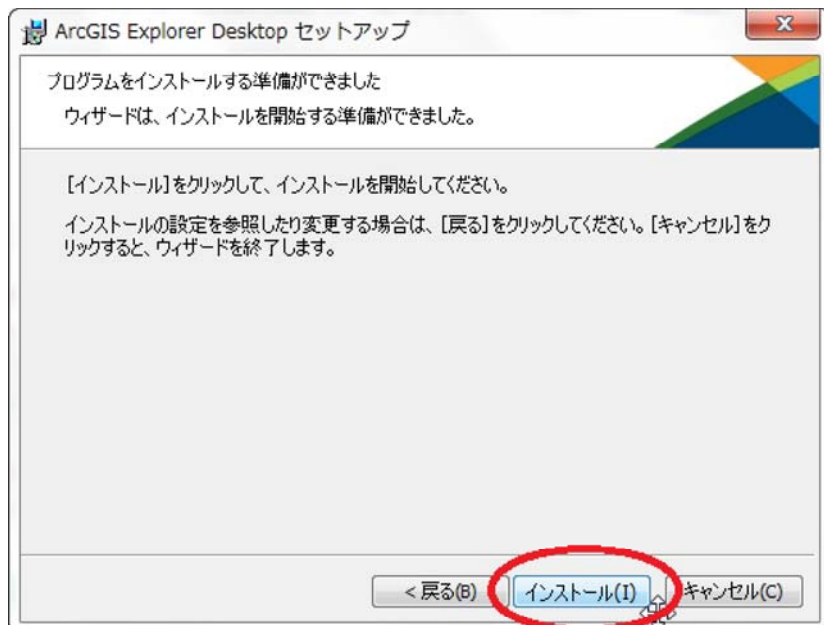 ArcGIS Explorer Desktop セットアップ
プログラムをインストールする準備ができました
ウィザードは、インストールを開始する準備ができました。
[インストール]をクリックして、インストールを開始してください。
インストールの設定を参照したり変更する場合は、[戻る]をクリックしてください。[キャンセル]をク
リックすると、ウィザードを終了します。
< 戻る(B)
インストール(I)
キャンセル(C)